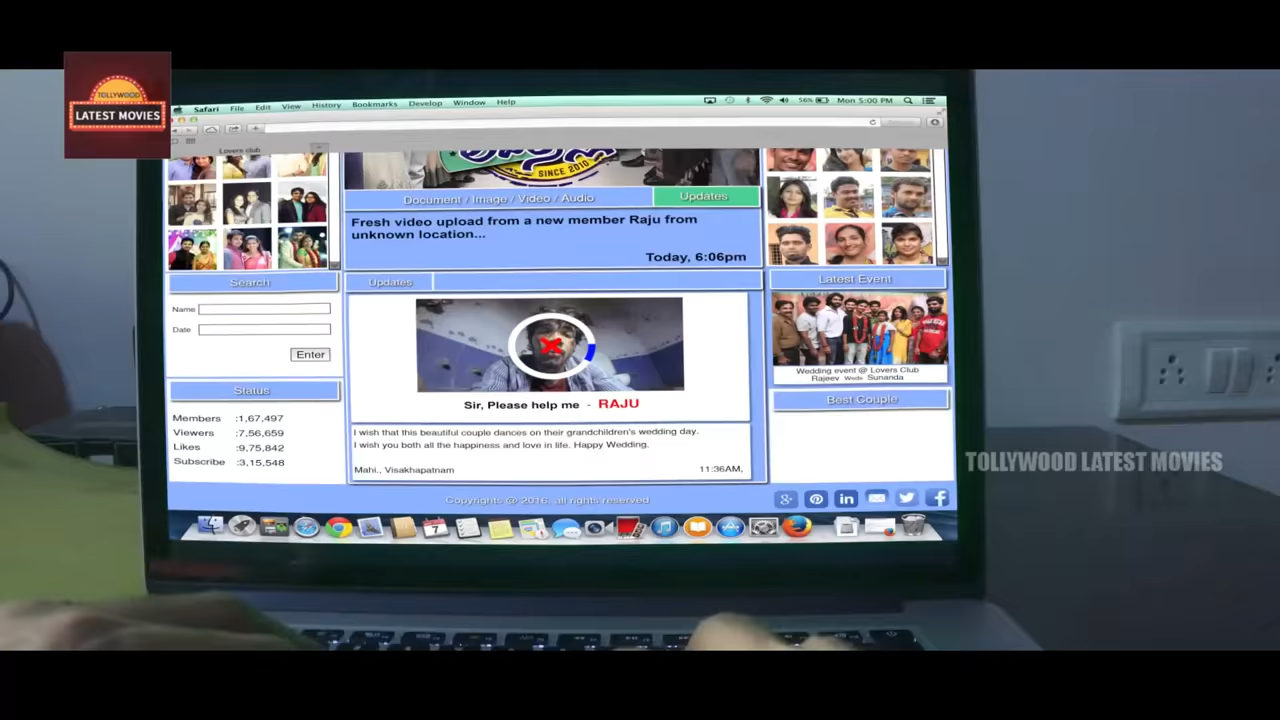 TOLLYWOOD
LATEST MOVIES
Safari File Edit View History Bookmarks Develop Window Help
56% Mon 5:00 PM
Lovers club
SINCE 2010
Document / Image / Video / Audio
Updates
Fresh video upload from a new member Raju from
unknown location...
Today, 6:06pm
Search
Name
Date
Enter
Status
Members :1,67,497
Viewers :7,56,659
Likes :9,75,842
Subscribe :3,15,548
Updates
Sir, Please help me - RAJU
I wish that this beautiful couple dances on their grandchildren's wedding day.
I wish you both all the happiness and love in life. Happy Wedding.
Mahi., Visakhapatnam 11:36AM,
Latest Event
Wedding event @ Lovers Club
Rajeev Weds Sunanda
Best Couple
Copyrights @ 2016. all rights reserved
7
TOLLYWOOD LATEST MOVIES